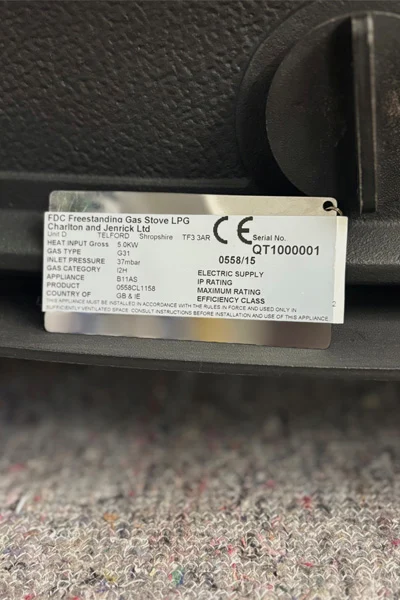 FDC Freestanding Gas Stove LPG
Charlton and Jenrick Ltd
Unit D TELFORD Shropshire TF3 3AR
CE Serial No.
QT1000001
HEAT INPUT Gross 5.0KW
GAS TYPE G31
0558/15
INLET PRESSURE 37mbar
GAS CATEGORY I2H
ELECTRIC SUPPLY
APPLIANCE B11AS
IP RATING
PRODUCT 0558CL1158
MAXIMUM RATING
COUNTRY OF GB & IE
EFFICIENCY CLASS
THIS APPLIANCE MUST BE INSTALLED IN ACCORDANCE WITH THE RULES IN FORCE AND USED ONLY IN
SUFFICIENTLY VENTILATED SPACE. CONSULT INSTRUCTIONS BEFORE INSTALLATION AND USE OF THIS APPLIANCE.